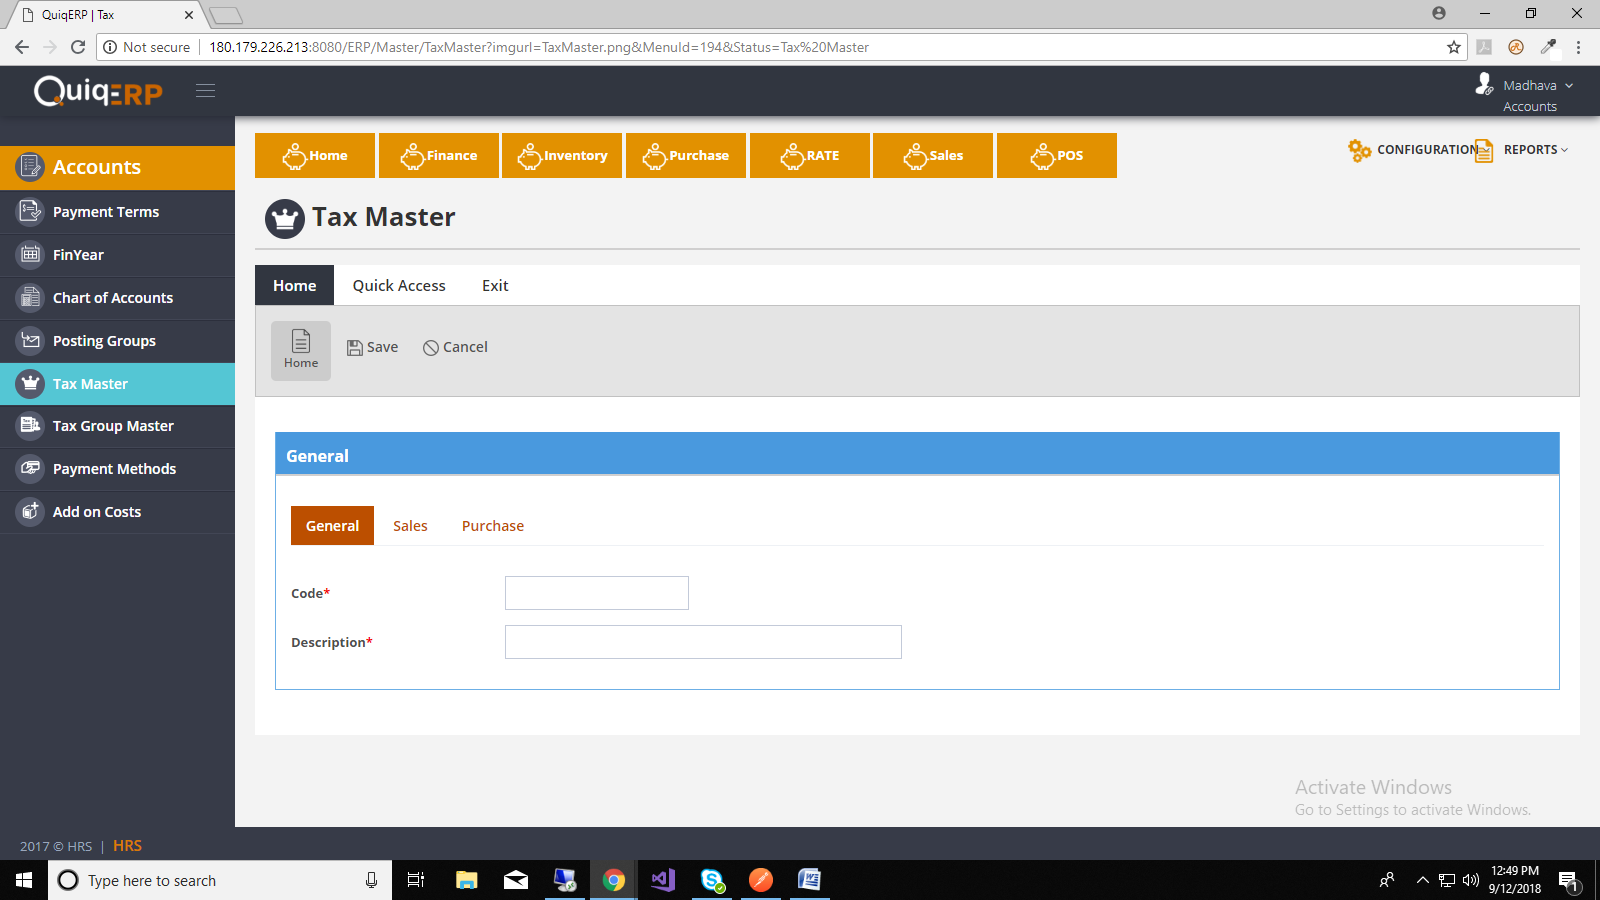 QuiqERP | Tax
Not secure
180.179.226.213:8080/ERP/Master/TaxMaster?imgurl=TaxMaster.png&MenuId=194&Status=Tax%20Master
QuiqERP
Madhava
Accounts
Accounts
Payment Terms
FinYear
Chart of Accounts
Posting Groups
Tax Master
Tax Group Master
Payment Methods
Add on Costs
Home
Finance
Inventory
Purchase
RATE
Sales
POS
CONFIGURATION
REPORTS
Tax Master
Home
Quick Access
Exit
Home
Save
Cancel
General
General
Sales
Purchase
Code*
Description*
Activate Windows
Go to Settings to activate Windows.
2017 © HRS | HRS
Type here to search
12:49 PM
9/12/2018
1